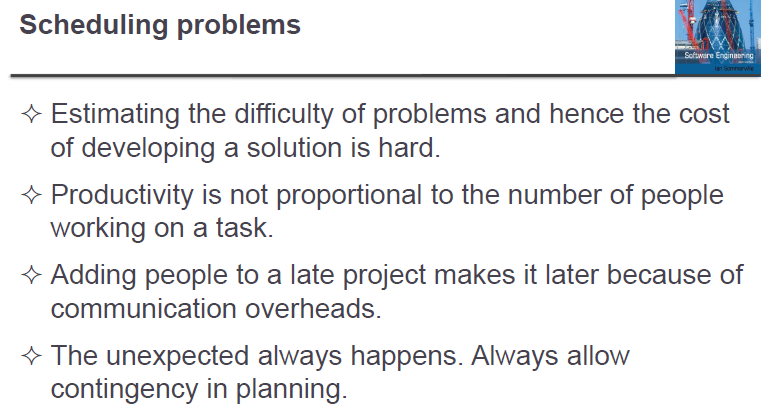 Scheduling problems
Software Engineering
Ian Sommerville
Estimating the difficulty of problems and hence the cost
of developing a solution is hard.
Productivity is not proportional to the number of people
working on a task.
Adding people to a late project makes it later because of
communication overheads.
The unexpected always happens. Always allow
contingency in planning.